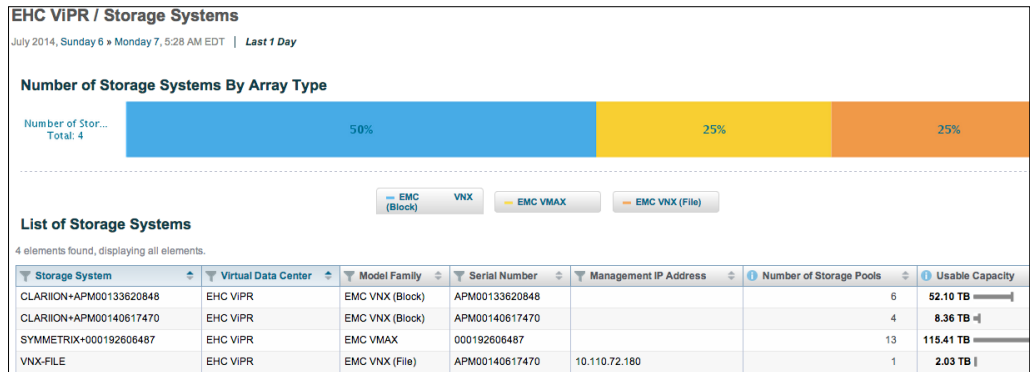 EHC ViPR / Storage Systems
July 2014, Sunday 6 » Monday 7, 5:28 AM EDT | Last 1 Day
Number of Storage Systems By Array Type
Number of Stor...
Total: 4
50%
25%
25%
EMC VNX
(Block)
EMC VMAX
EMC VNX (File)
List of Storage Systems
4 elements found, displaying all elements.
Storage System Virtual Data Center Model Family Serial Number Management IP Address Number of Storage Pools Usable Capacity
CLARIION+APM00133620848 EHC ViPR EMC VNX (Block) APM00133620848 6 52.10 TB
CLARIION+APM00140617470 EHC ViPR EMC VNX (Block) APM00140617470 4 8.36 TB
SYMMETRIX+000192606487 EHC ViPR EMC VMAX 000192606487 13 115.41 TB
VNX-FILE EHC ViPR EMC VNX (File) APM00140617470 10.110.72.180 1 2.03 TB